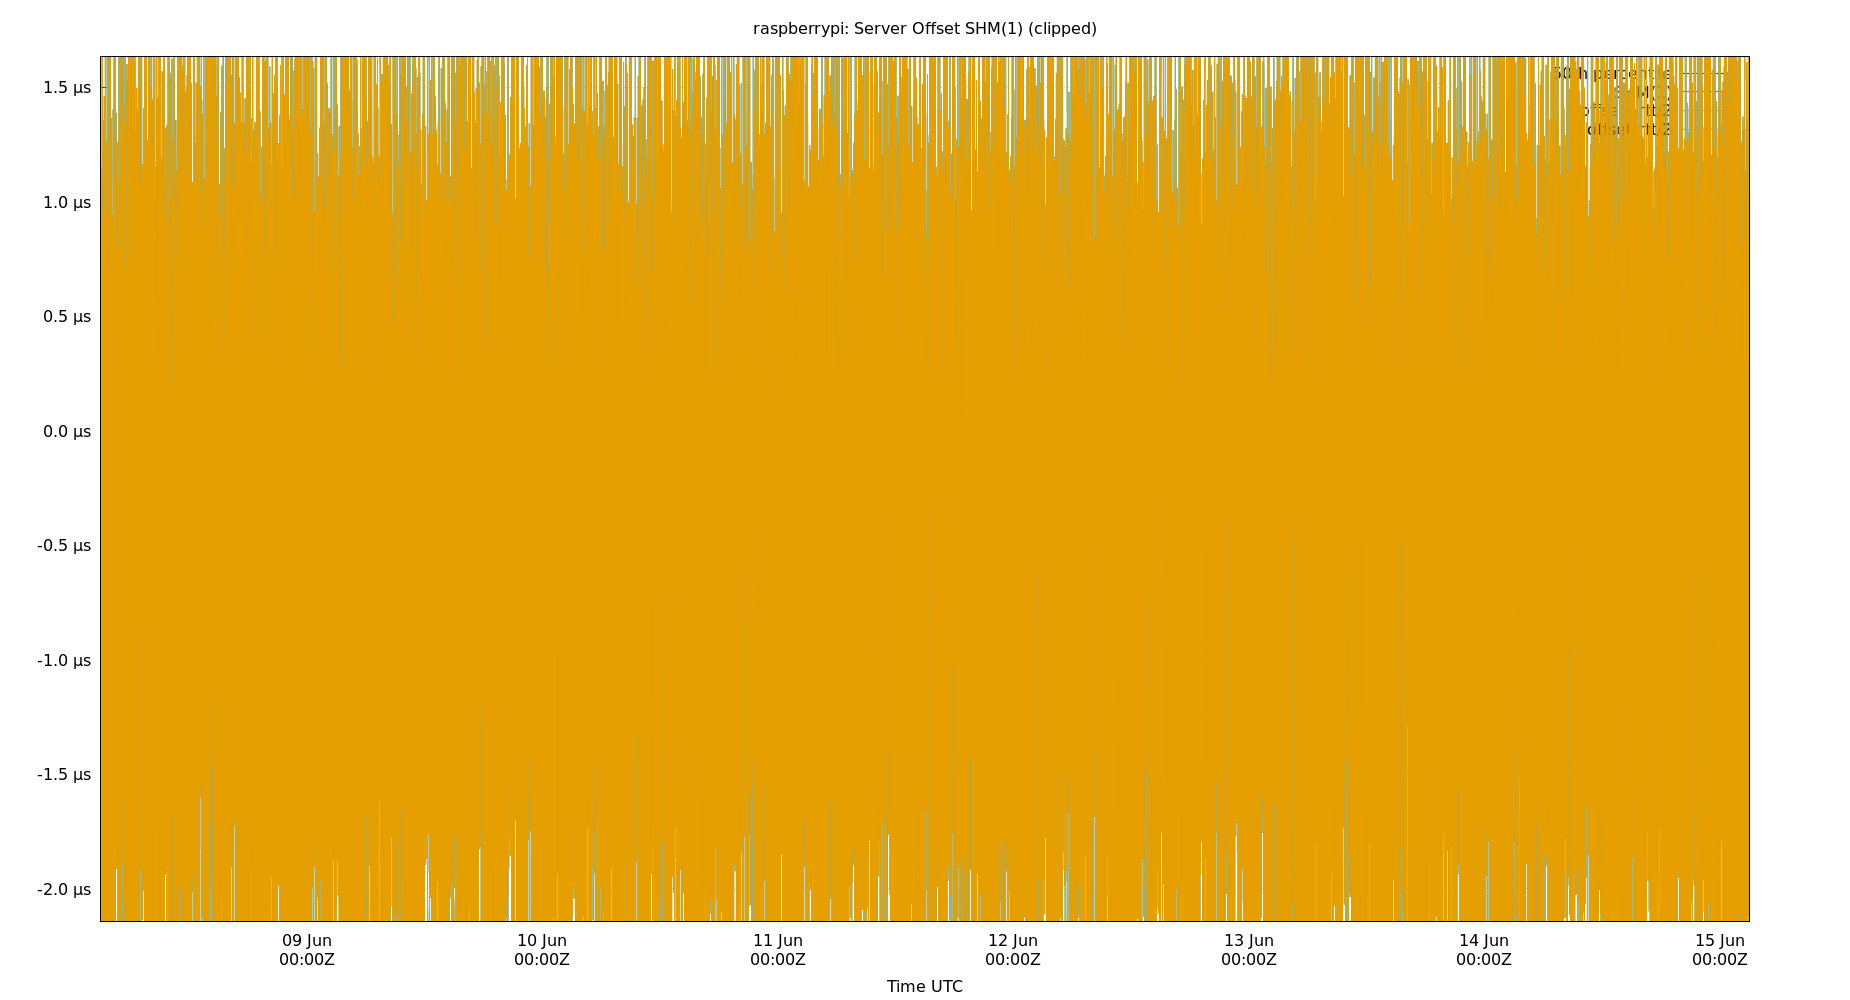 raspberrypi: Server Offset SHM(1) (clipped)
1.5 µs
1.0 µs
0.5 µs
0.0 µs
-0.5 µs
-1.0 µs
-1.5 µs
-2.0 µs
09 Jun 10 Jun 11 Jun 12 Jun 13 Jun 14 Jun 15 Jun
00:00Z 00:00Z 00:00Z 00:00Z 00:00Z 00:00Z 00:00Z
Time UTC